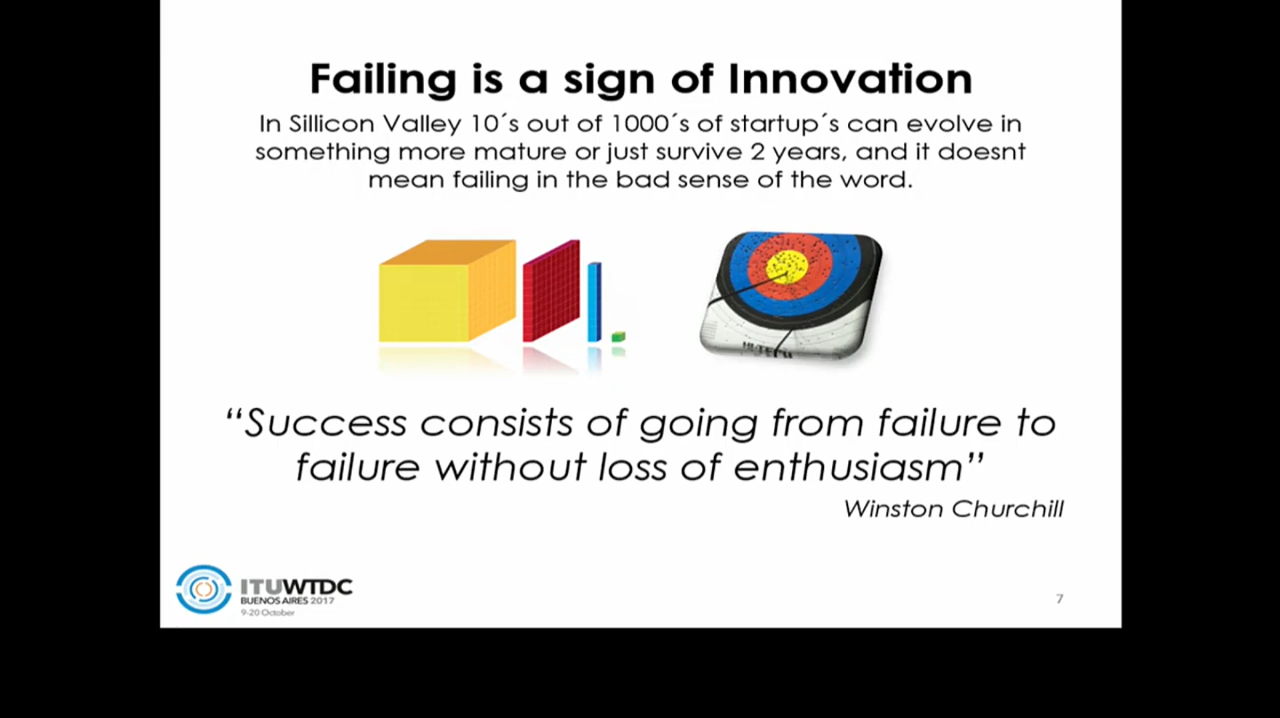 Failing is a sign of Innovation
In Sillicon Valley 10´s out of 1000´s of startup´s can evolve in
something more mature or just survive 2 years, and it doesnt
mean failing in the bad sense of the word.
HI-TECH
“Success consists of going from failure to
failure without loss of enthusiasm”
Winston Churchill
ITUWTDC
BUENOS AIRES 2017
9-20 October
7